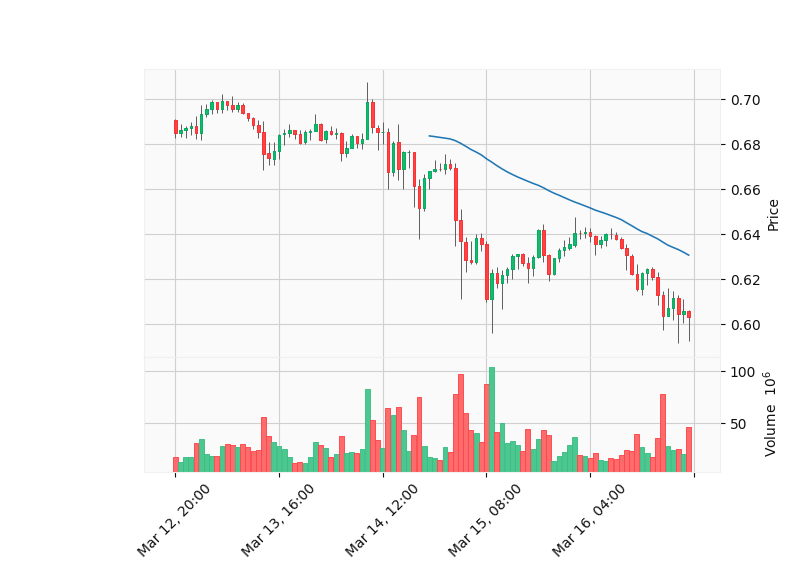 0.70
0.68
0.66
0.64
0.62
0.60
Price
100
50
Volume 10^6
Mar 12, 20:00
Mar 13, 16:00
Mar 14, 12:00
Mar 15, 08:00
Mar 16, 04:00